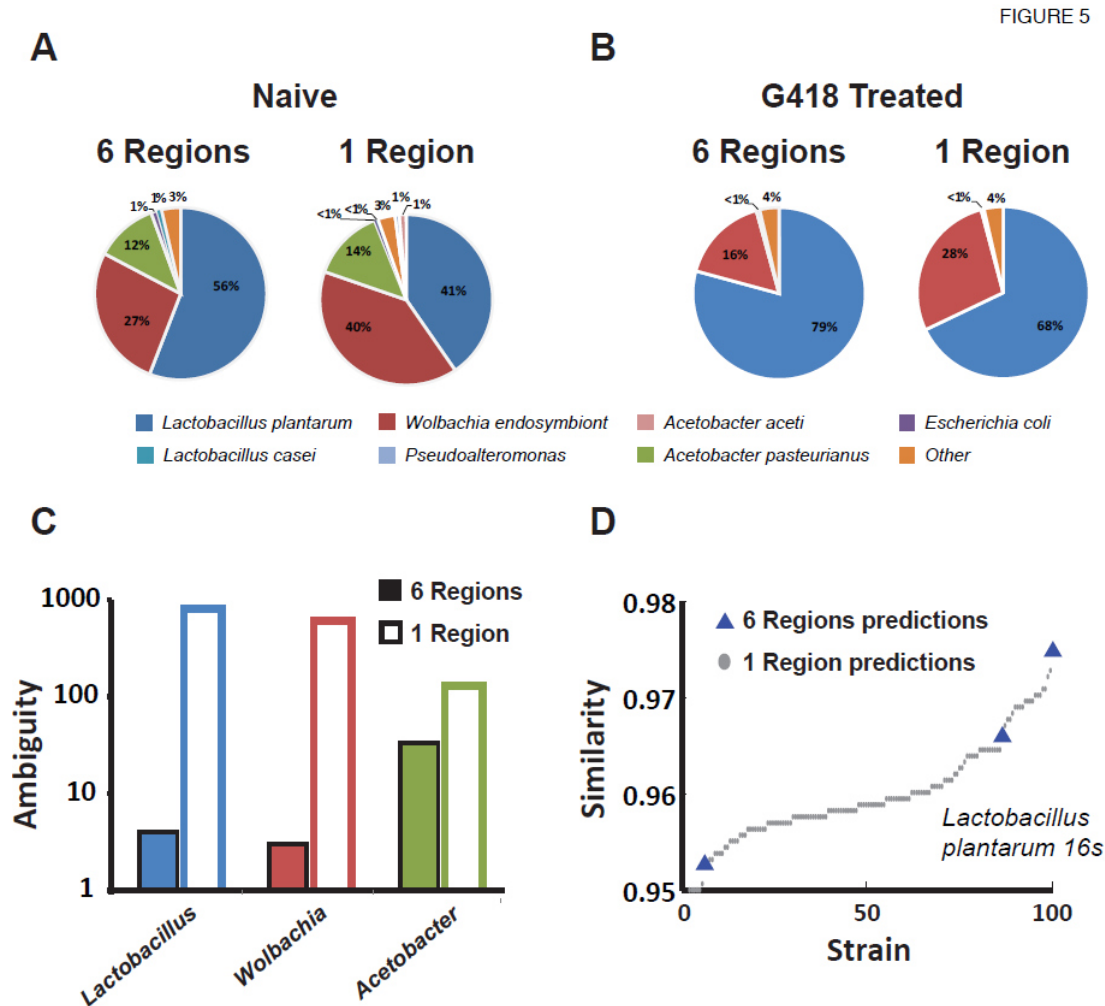 FIGURE 5
A
B
Naive
G418 Treated
6 Regions
1 Region
6 Regions
1 Region
1%
1%
3%
12%
56%
27%
<1%
<1%
3%
1%
1%
14%
41%
40%
<1%
4%
16%
79%
<1%
4%
28%
68%
Lactobacillus plantarum
Wolbachia endosymbiont
Acetobacter aceti
Escherichia coli
Lactobacillus casei
Pseudoalteromonas
Acetobacter pasteurianus
Other
C
1000
100
10
1
Ambiguity
6 Regions
1 Region
Lactobacillus
Wolbachia
Acetobacter
D
0.98
0.97
0.96
0.95
Similarity
6 Regions predictions
1 Region predictions
Lactobacillus
plantarum 16s
0
50
100
Strain